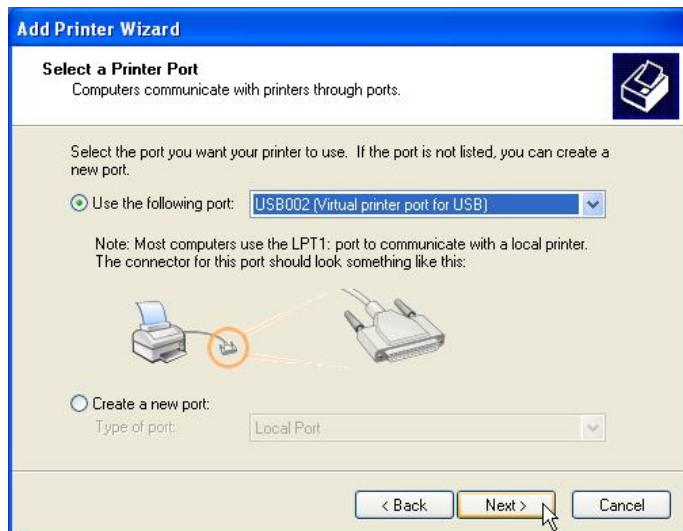 Add Printer Wizard
Select a Printer Port
Computers communicate with printers through ports.
Select the port you want your printer to use. If the port is not listed, you can create a
new port.
Use the following port: USB002 (Virtual printer port for USB)
Note: Most computers use the LPT1: port to communicate with a local printer.
The connector for this port should look something like this:
Create a new port:
Type of port: Local Port
< Back Next > Cancel